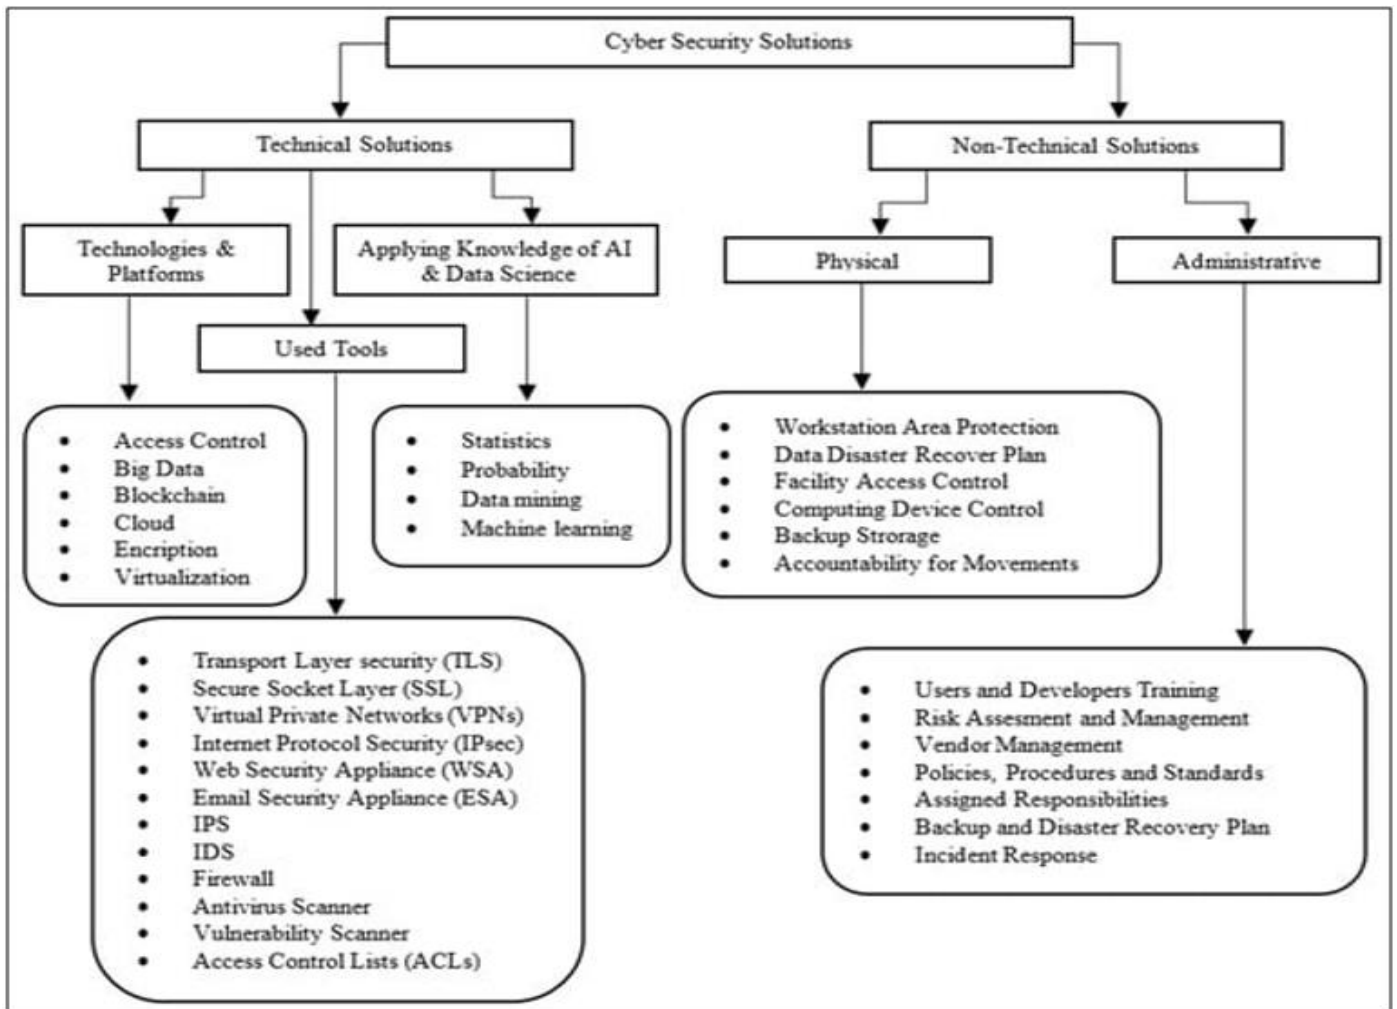 Cyber Security Solutions
Technical Solutions
Non-Technical Solutions
Technologies &
Platforms
Applying Knowledge of AI
& Data Science
Physical
Administrative
Used Tools
• Access Control
• Big Data
• Blockchain
• Cloud
• Encription
• Virtualization
• Statistics
• Probability
• Data mining
• Machine learning
• Workstation Area Protection
• Data Disaster Recover Plan
• Facility Access Control
• Computing Device Control
• Backup Strorage
• Accountability for Movements
• Transport Layer security (TLS)
• Secure Socket Layer (SSL)
• Virtual Private Networks (VPNs)
• Internet Protocol Security (IPsec)
• Web Security Appliance (WSA)
• Email Security Appliance (ESA)
• IPS
• IDS
• Firewall
• Antivirus Scanner
• Vulnerability Scanner
• Access Control Lists (ACLs)
• Users and Developers Training
• Risk Assesment and Management
• Vendor Management
• Policies, Procedures and Standards
• Assigned Responsibilities
• Backup and Disaster Recovery Plan
• Incident Response